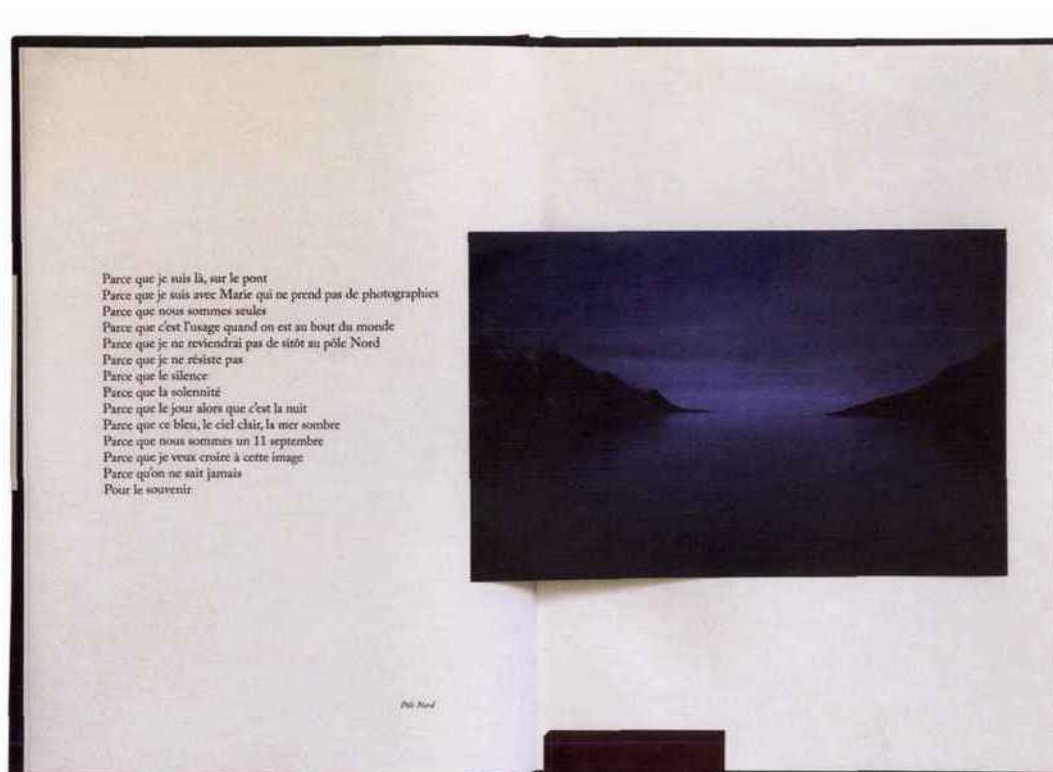 Parce que je suis là, sur le pont
Parce que je suis avec Marie qui ne prend pas de photographies
Parce que nous sommes seules
Parce que c'est l'usage quand on est au bout du monde
Parce que je ne reviendrai pas de sitôt au pôle Nord
Parce que je ne résiste pas
Parce que le silence
Parce que la solennité
Parce que le jour alors que c'est la nuit
Parce que ce bleu, le ciel clair, la mer sombre
Parce que nous sommes un 11 septembre
Parce que je veux croire à cette image
Parce qu'on ne sait jamais
Pour le souvenir
Pôle Nord